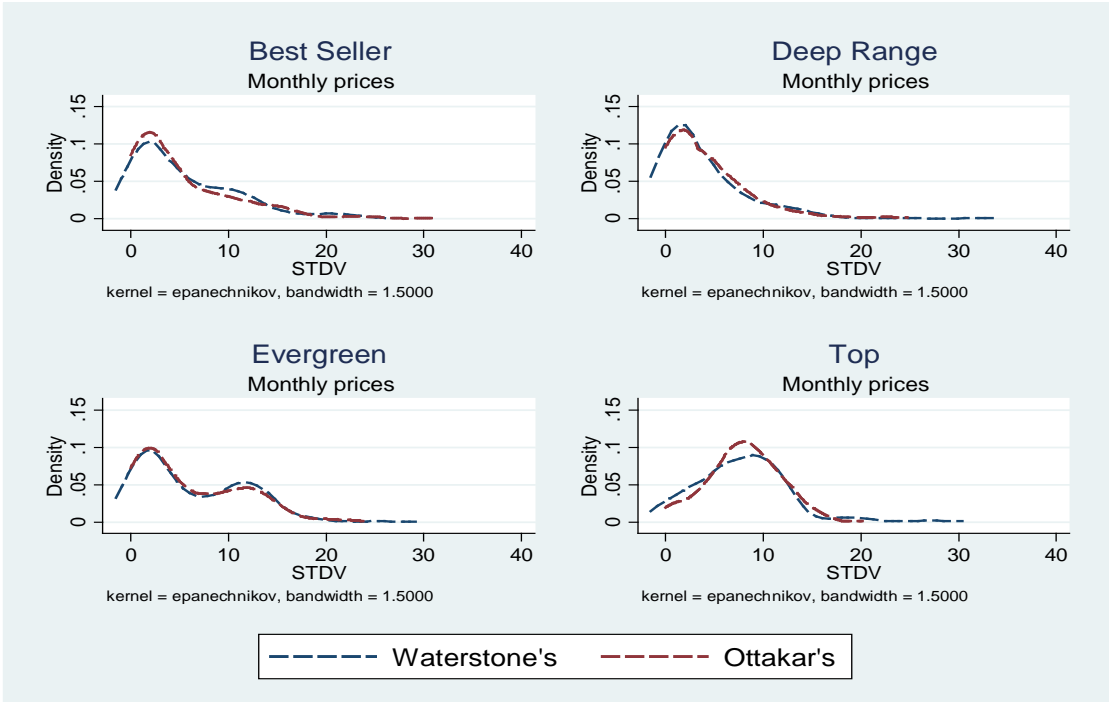 Best Seller
Monthly prices
Density
.15
.1
.05
0
0 10 20 30 40
STDV
kernel = epanechnikov, bandwidth = 1.5000
Deep Range
Monthly prices
Density
.15
.1
.05
0
0 10 20 30 40
STDV
kernel = epanechnikov, bandwidth = 1.5000
Evergreen
Monthly prices
Density
.15
.1
.05
0
0 10 20 30 40
STDV
kernel = epanechnikov, bandwidth = 1.5000
Top
Monthly prices
Density
.15
.1
.05
0
0 10 20 30 40
STDV
kernel = epanechnikov, bandwidth = 1.5000
Waterstone's Ottakar's